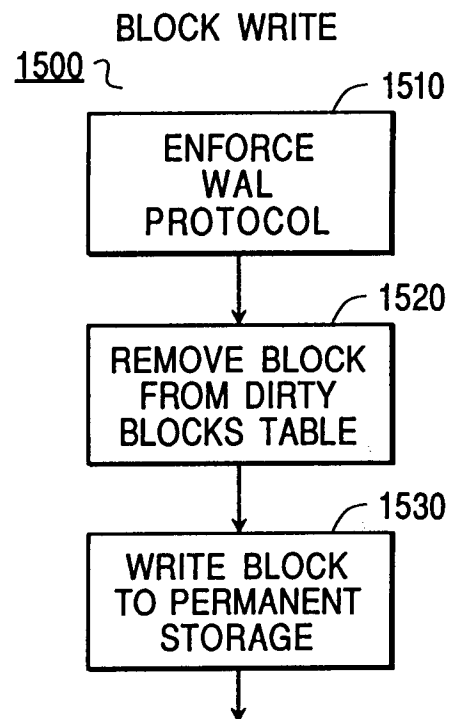 BLOCK WRITE
1500
1510
ENFORCE
WAL
PROTOCOL
1520
REMOVE BLOCK
FROM DIRTY
BLOCKS TABLE
1530
WRITE BLOCK
TO PERMANENT
STORAGE